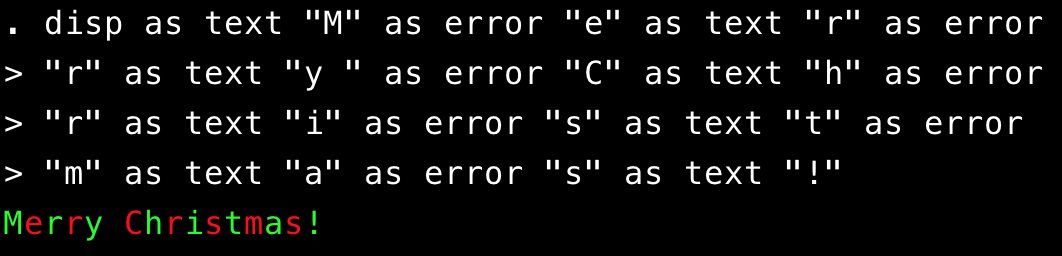 . disp as text "M" as error "e" as text "r" as error
> "r" as text "y " as error "C" as text "h" as error
> "r" as text "i" as error "s" as text "t" as error
> "m" as text "a" as error "s" as text "!"
Merry Christmas!